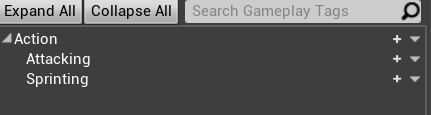 Expand All Collapse All Search Gameplay Tags
Action
Attacking
Sprinting